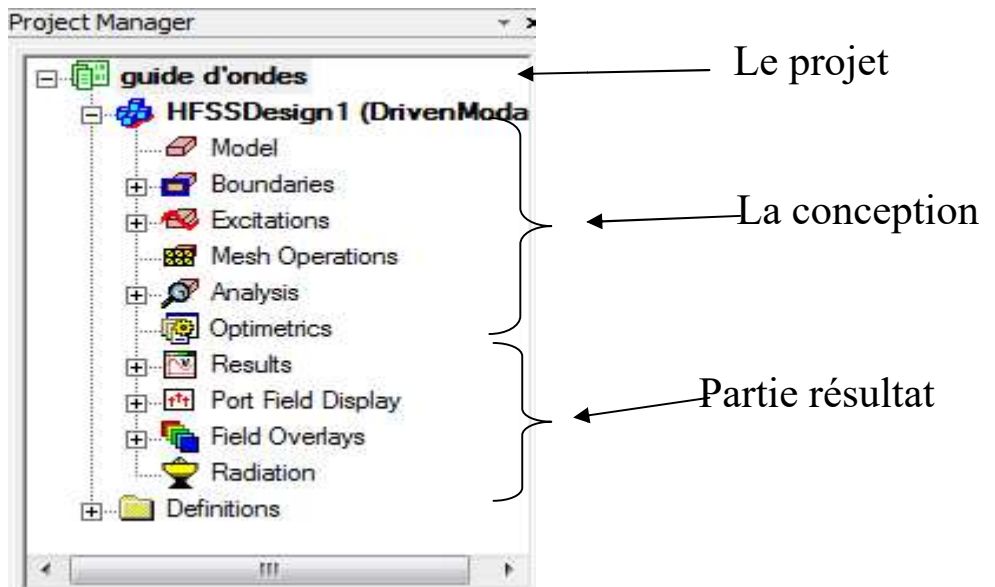 Project Manager
guide d'ondes
Le projet
HFSSDesign1 (DrivenModa
Model
Boundaries
La conception
Excitations
Mesh Operations
Analysis
Optimetrics
Results
Partie résultat
Port Field Display
Field Overlays
Radiation
Definitions